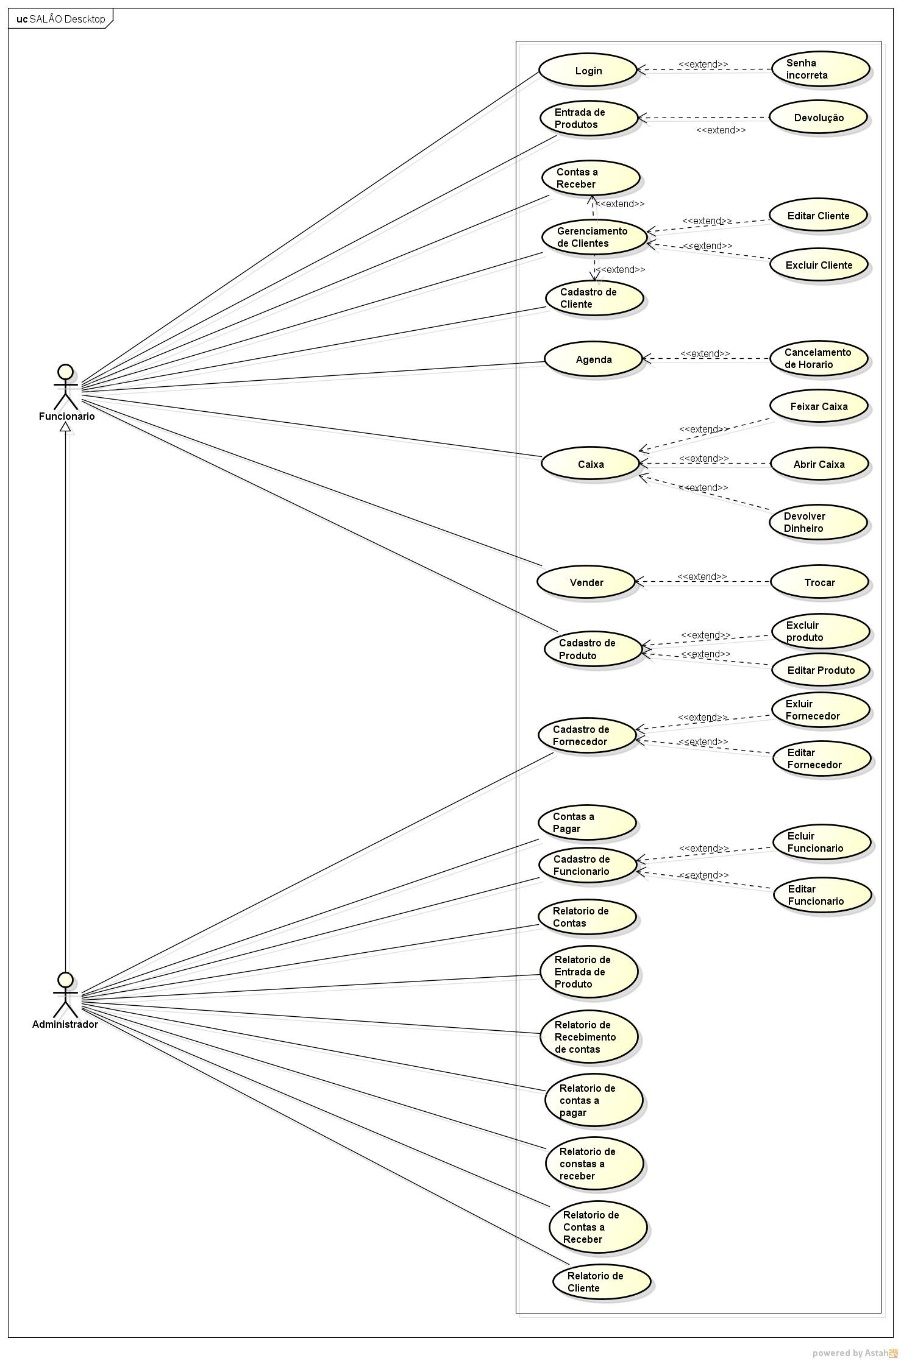 uc SALÃO Descktop
Login
<<extend>>
Senha
incorreta
Entrada de
Produtos
<<extend>>
Devolução
Contas a
Receber
<<extend>>
Gerenciamento
de Clientes
<<extend>>
Editar Cliente
<<extend>>
Excluir Cliente
<<extend>>
Cadastro de
Cliente
Agenda
<<extend>>
Cancelamento
de Horario
Funcionario
Feixar Caixa
<<extend>>
Caixa
<<extend>>
Abrir Caixa
<<extend>>
Devolver
Dinheiro
Vender
<<extend>>
Trocar
Cadastro de
Produto
<<extend>>
Excluir
produto
<<extend>>
Editar Produto
Cadastro de
Fornecedor
<<extend>>
Exluir
Fornecedor
<<extend>>
Editar
Fornecedor
Contas a
Pagar
Cadastro de
Funcionario
<<extend>>
Ecluir
Funcionario
<<extend>>
Editar
Funcionario
Relatorio de
Contas
Relatorio de
Entrada de
Produto
Administrador
Relatorio de
Recebimento
de contas
Relatorio de
contas a
pagar
Relatorio de
constas a
receber
Relatorio de
Contas a
Receber
Relatorio de
Cliente
powered by Astah